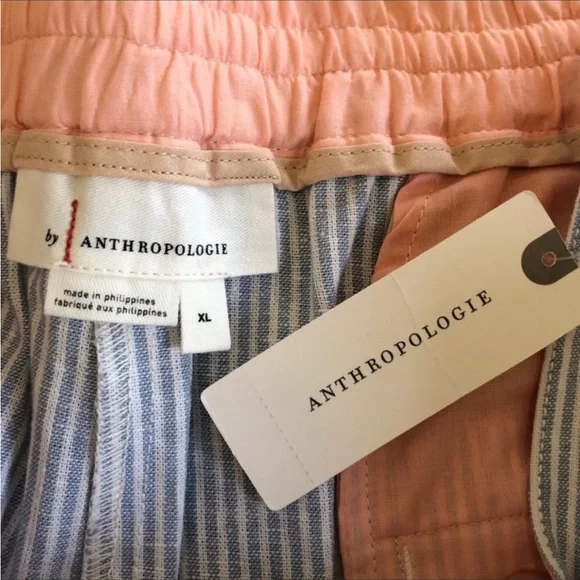 by ANTHROPOLOGIE
made in philippines
fabriqué aux philippines
XL
ANTHROPOLOGIE